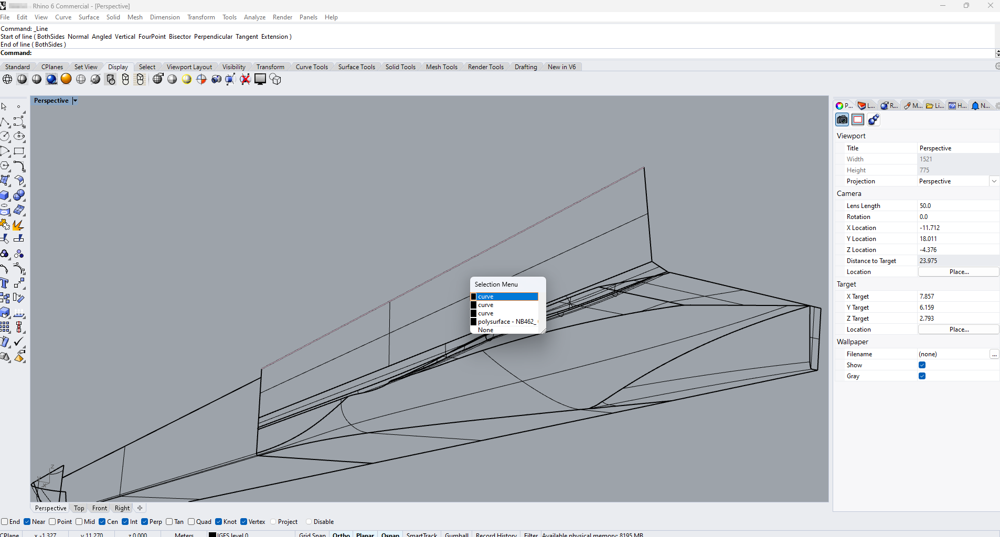 Rhino 6 Commercial - [Perspective]
File Edit View Curve Surface Solid Mesh Dimension Transform Tools Analyze Render Panels Help
Command: _Line
Start of line ( BothSides Normal Angled Vertical FourPoint Bisector Perpendicular Tangent Extension )
End of line ( BothSides )
Command:
Standard CPlanes Set View Display Select Viewport Layout Visibility Transform Curve Tools Surface Tools Solid Tools Mesh Tools Render Tools Drafting New in V6
Perspective
P... L... R... M... Li... H... N...
Viewport
Title Perspective
Width 1521
Height 775
Projection Perspective
Camera
Lens Length 50.0
Rotation 0.0
X Location -11.712
Y Location 18.011
Z Location -4.376
Distance to Target 23.975
Location Place...
Target
X Target 7.857
Y Target 6.159
Z Target 2.793
Location Place...
Wallpaper
Filename (none) ...
Show
Gray
Selection Menu
curve
curve
curve
polysurface - NB462_
None
z
y
x
Perspective Top Front Right
End Near Point Mid Cen Int Perp Tan Quad Knot Vertex Project Disable
CPlane x -1.327 y 11.270 z 0.000 Meters IGES level 0 Grid Snap Ortho Planar Osnap SmartTrack Gumball Record History Filter Available physical memory: 8195 MB